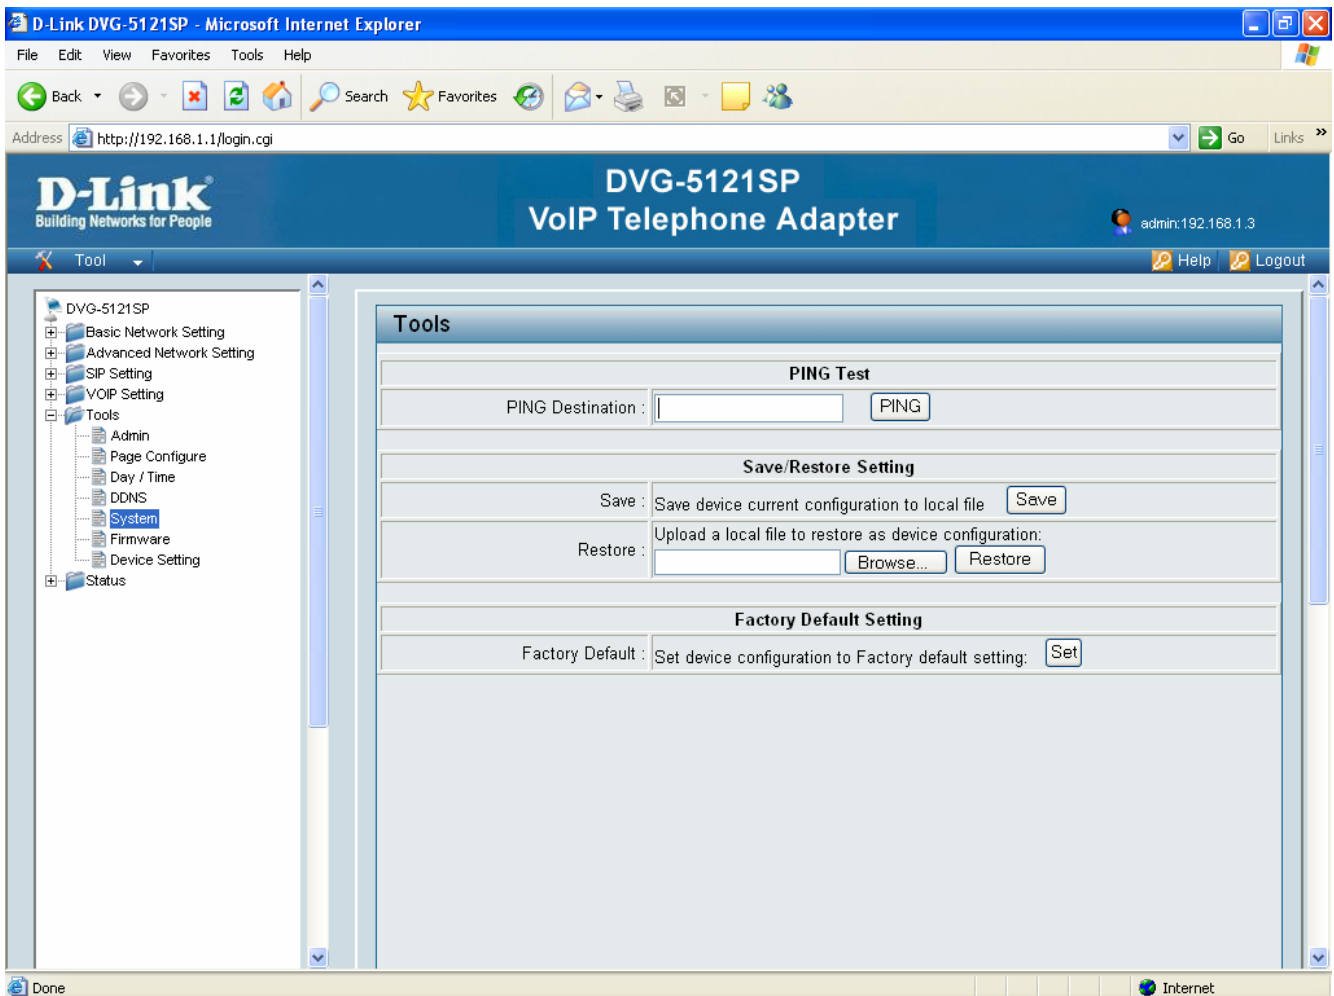 D-Link DVG-5121SP - Microsoft Internet Explorer
File Edit View Favorites Tools Help
Back Search Favorites
Address http://192.168.1.1/login.cgi Go Links »
D-Link®
Building Networks for People
DVG-5121SP
VoIP Telephone Adapter
admin:192.168.1.3
Tool Help Logout
DVG-5121SP
Basic Network Setting
Advanced Network Setting
SIP Setting
VOIP Setting
Tools
Admin
Page Configure
Day / Time
DDNS
System
Firmware
Device Setting
Status
Tools
PING Test
PING Destination : PING
Save/Restore Setting
Save : Save device current configuration to local file Save
Restore : Upload a local file to restore as device configuration:
Browse... Restore
Factory Default Setting
Factory Default : Set device configuration to Factory default setting: Set
Done Internet